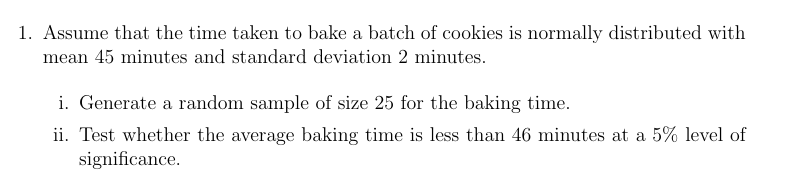 1. Assume that the time taken to bake a batch of cookies is normally distributed with
mean 45 minutes and standard deviation 2 minutes.
i. Generate a random sample of size 25 for the baking time.
ii. Test whether the average baking time is less than 46 minutes at a 5% level of
significance.